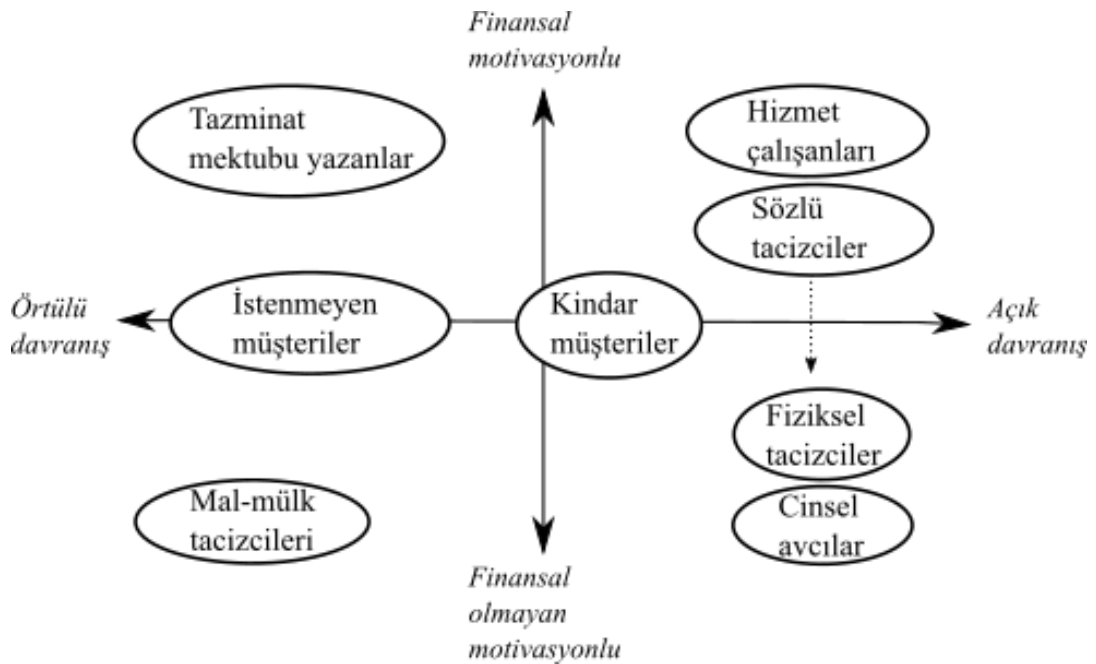 Finansal
motivasyonlu
Tazminat
mektubu yazanlar
Hizmet
çalışanları
Sözlü
tacizciler
Örtülü
davranış
İstenmeyen
müşteriler
Kindar
müşteriler
Açık
davranış
Fiziksel
tacizciler
Mal-mülk
tacizcileri
Cinsel
avcılar
Finansal
olmayan
motivasyonlu